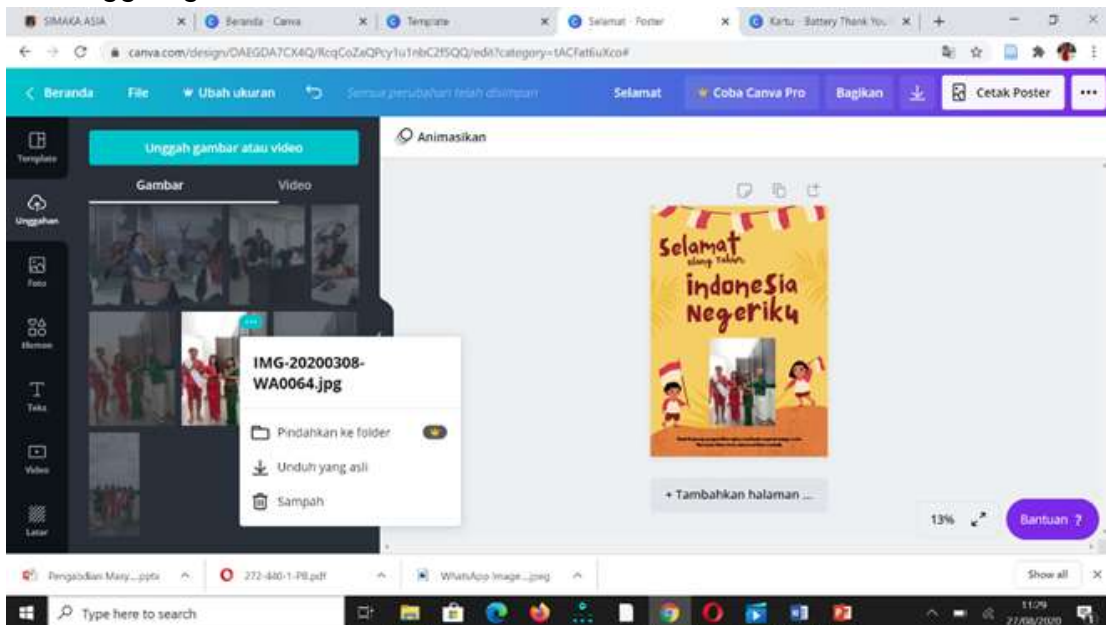 SIMAKA.ASIA
Beranda - Canva
Template
Selamat - Poster
Kartu - Battery Thank You
canva.com/design/DAEGDA7CX4Q/
Beranda
File
Ubah ukuran
Semua perubahan telah disimpan
Selamat
Coba Canva Pro
Bagikan
Cetak Poster
Template
Unggahan
Foto
Elemen
Teks
Video
Latar
Unggah gambar atau video
Gambar
Video
Animasikan
IMG-20200308-
WA0064.jpg
Pindahkan ke folder
Unduh yang asli
Sampah
Selamat
ulang Tahun
indonesia
Negeriku
+ Tambahkan halaman ...
13%
Bantuan ?
Pengabdian Masy....pptx
272-440-1-PB.pdf
WhatsApp Image...jpeg
Show all
Type here to search
11:29
27/08/2020